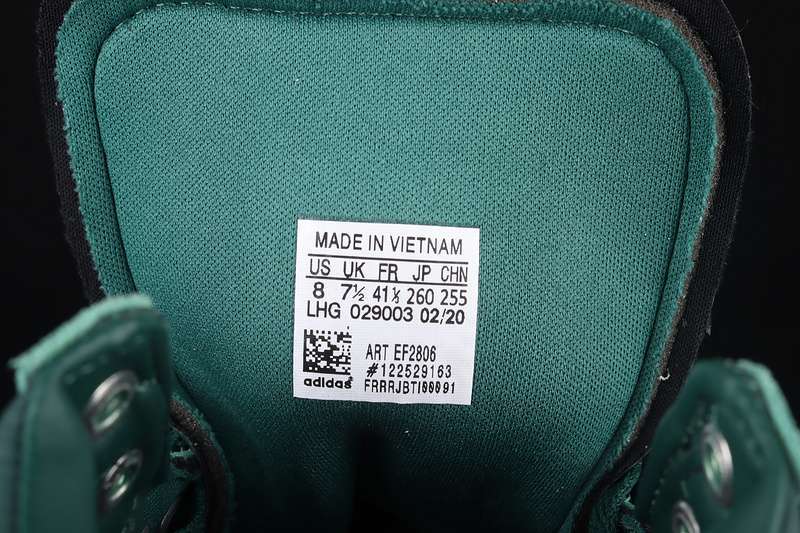 MADE IN VIETNAM
US UK FR JP CHN
8 7½ 41⅓ 260 255
LHG 029003 02/20
ART EF2806
#122529163
adidas